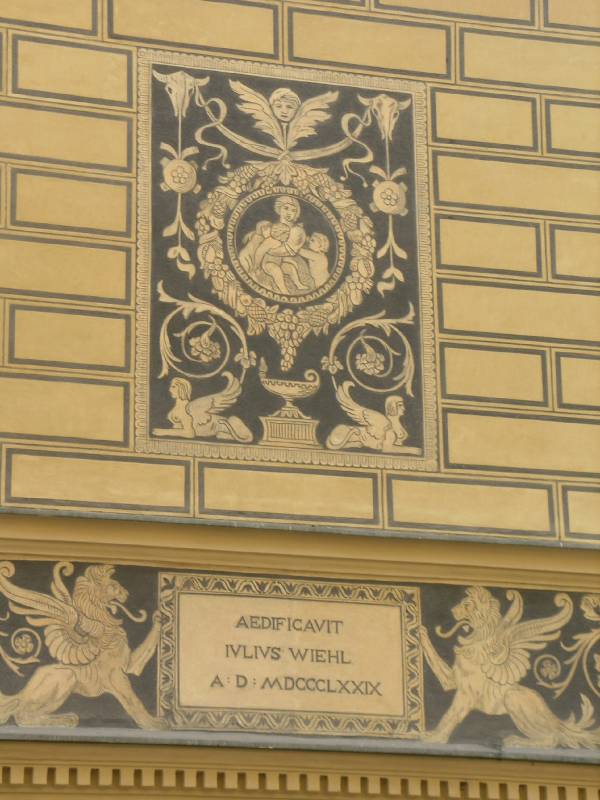 AEDIFICAVIT
IVLIVS WIEHL
A : D : MDCCCLXXIX